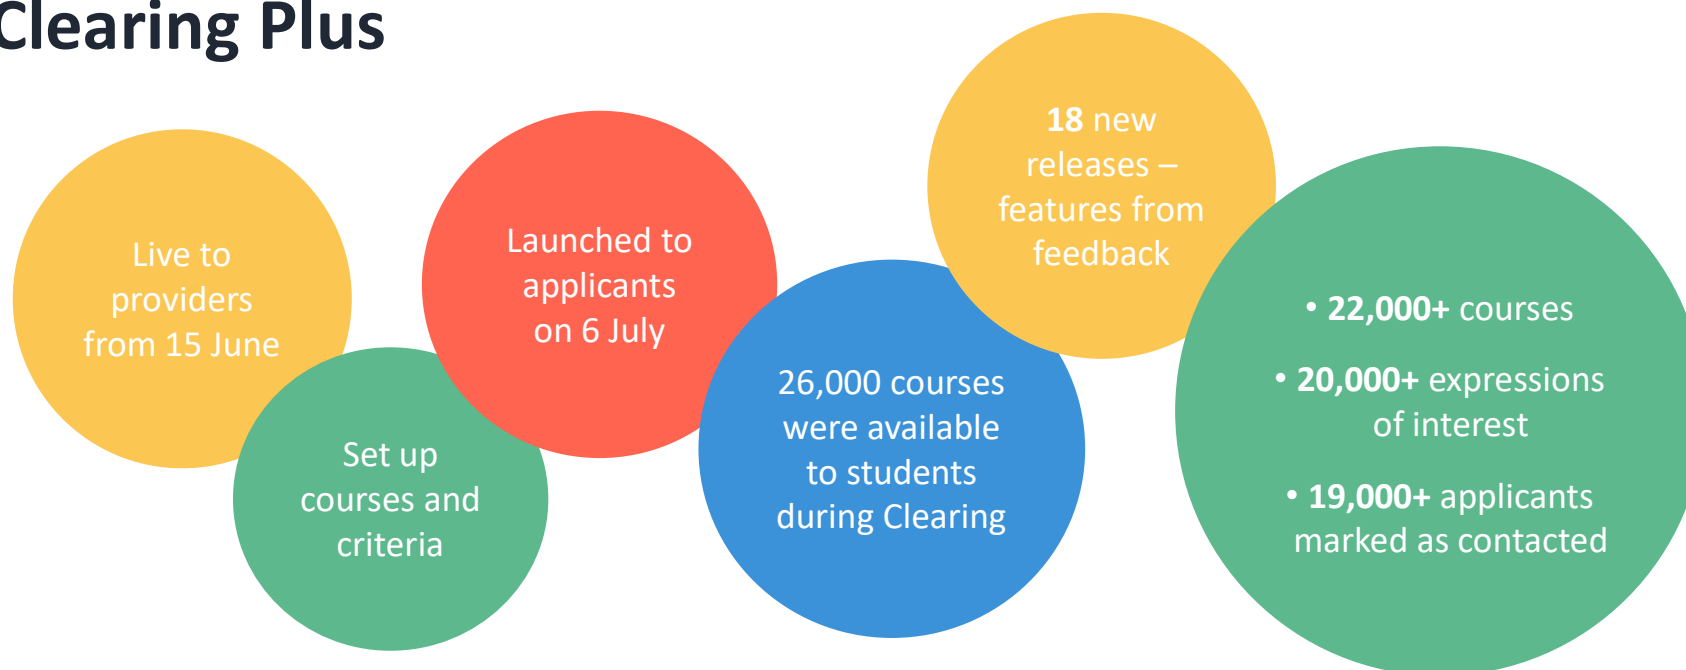 Clearing Plus
Live to
providers
from 15 June
Set up
courses and
criteria
Launched to
applicants
on 6 July
26,000 courses
were available
to students
during Clearing
18 new
releases –
features from
feedback
• 22,000+ courses
• 20,000+ expressions
of interest
• 19,000+ applicants
marked as contacted